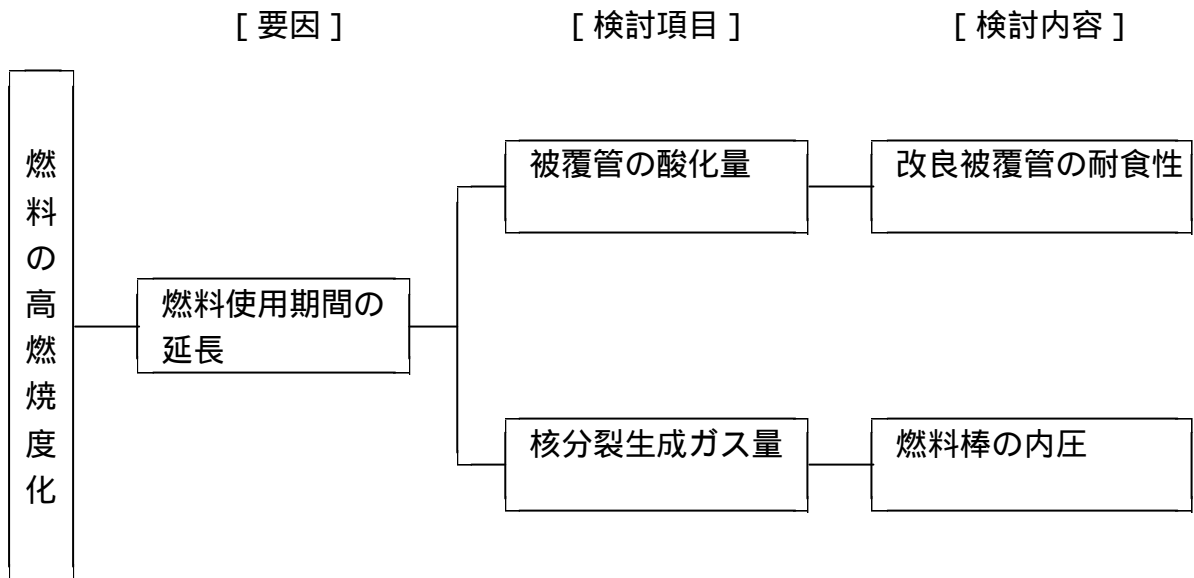 [ 要因 ]
[ 検討項目 ]
[ 検討内容 ]
燃料の高燃焼度化
燃料使用期間の
延長
被覆管の酸化量
改良被覆管の耐食性
核分裂生成ガス量
燃料棒の内圧